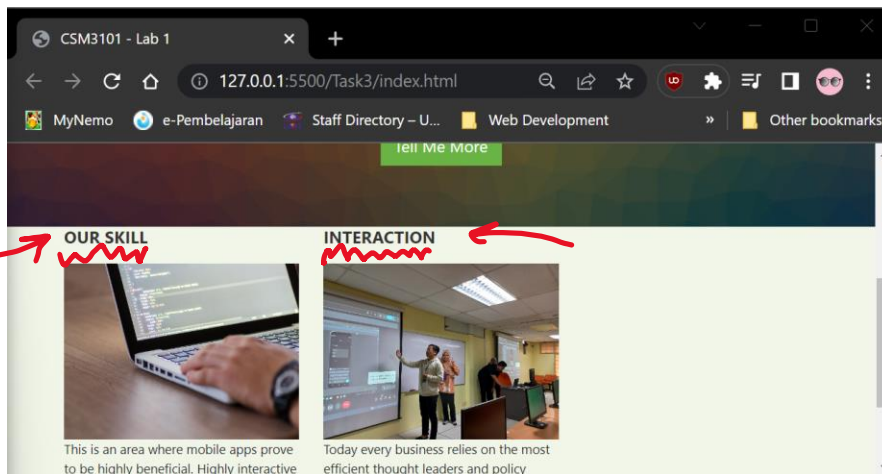 CSM3101 - Lab 1
127.0.0.1:5500/Task3/index.html
MyNemo
e-Pembelajaran
Staff Directory – U...
Web Development
»
Other bookmarks
Tell Me More
OUR SKILL
INTERACTION
This is an area where mobile apps prove
to be highly beneficial. Highly interactive
Today every business relies on the most
efficient thought leaders and policy